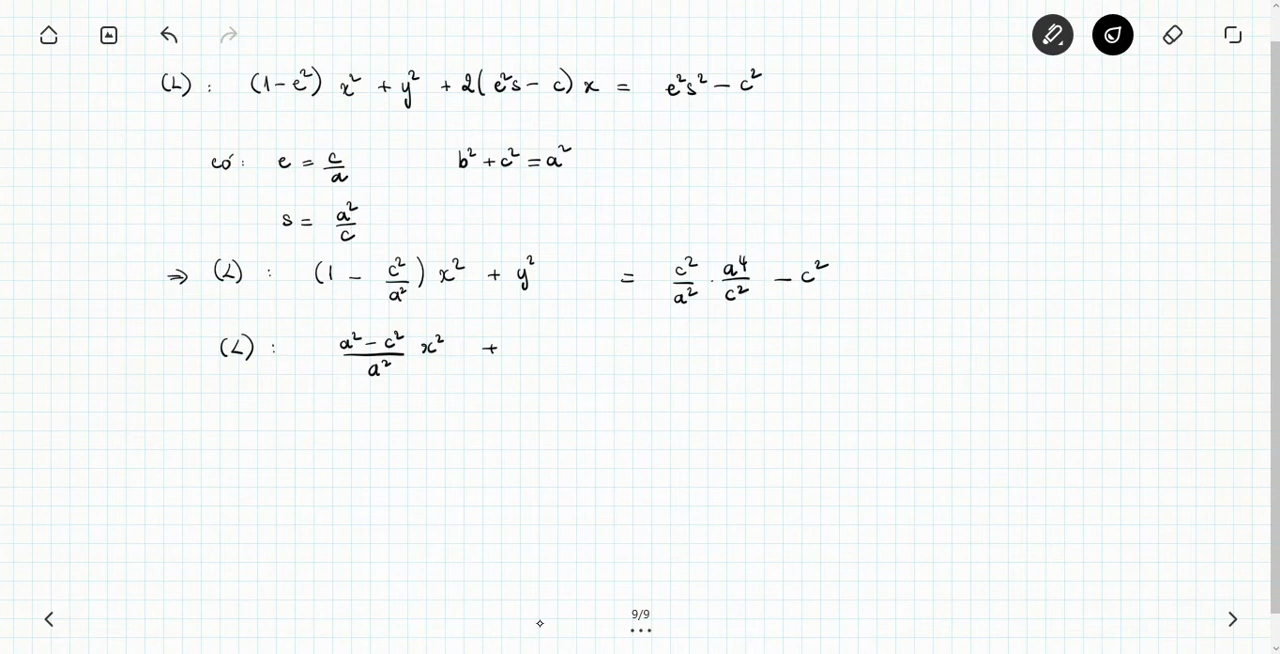 (L) : (1 - e²) x² + y² + 2(e²s - c) x = e²s² - c²
có : e = c/a b² + c² = a²
s = a²/c
⇒ (L) : (1 - c²/a²) x² + y² = c²/a² . a⁴/c² - c²
(L) : (a² - c²)/a² x² +
9/9